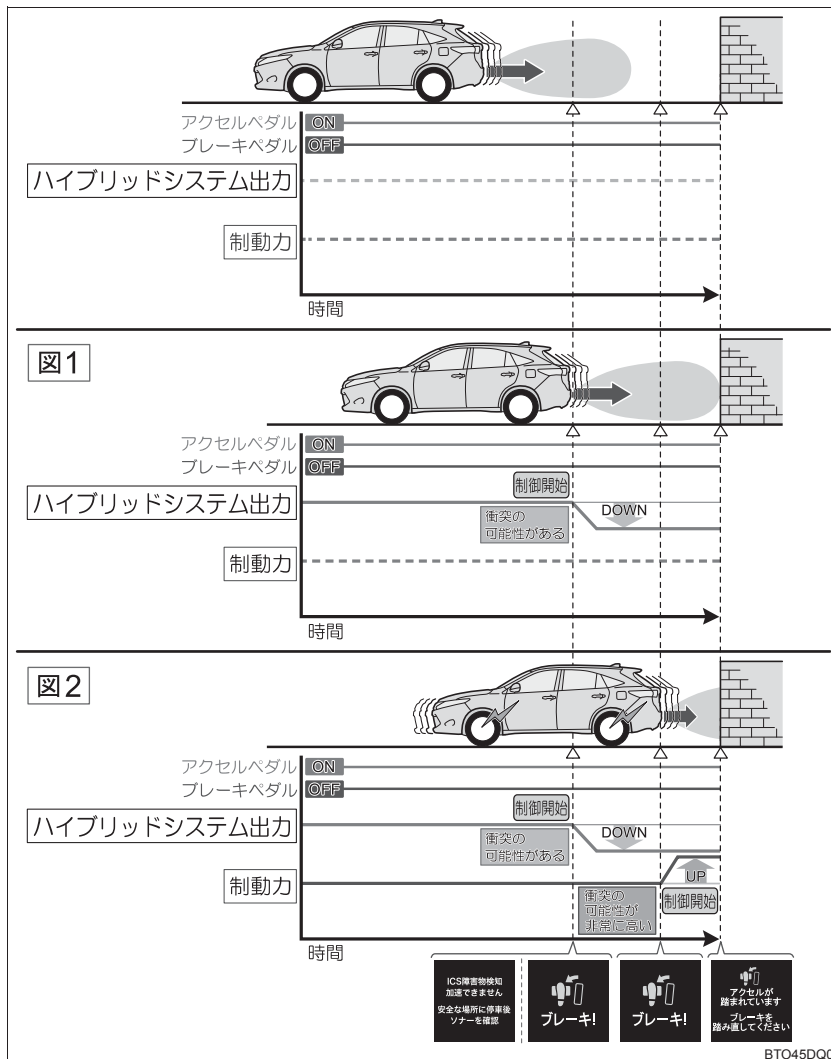 アクセルペダル ON
ブレーキペダル OFF
ハイブリッドシステム出力
制動力
時間
図1
アクセルペダル ON
ブレーキペダル OFF
制御開始
ハイブリッドシステム出力
DOWN
衝突の
可能性がある
制動力
時間
図2
アクセルペダル ON
ブレーキペダル OFF
制御開始
ハイブリッドシステム出力
DOWN
衝突の
可能性がある
制動力
UP
衝突の
可能性が
非常に高い
制御開始
時間
ICS障害物検知
加速できません
安全な場所に停車後
ソナーを確認
ブレーキ!
ブレーキ!
アクセルが
踏まれています
ブレーキを
踏み直してください
BTO45DQ0